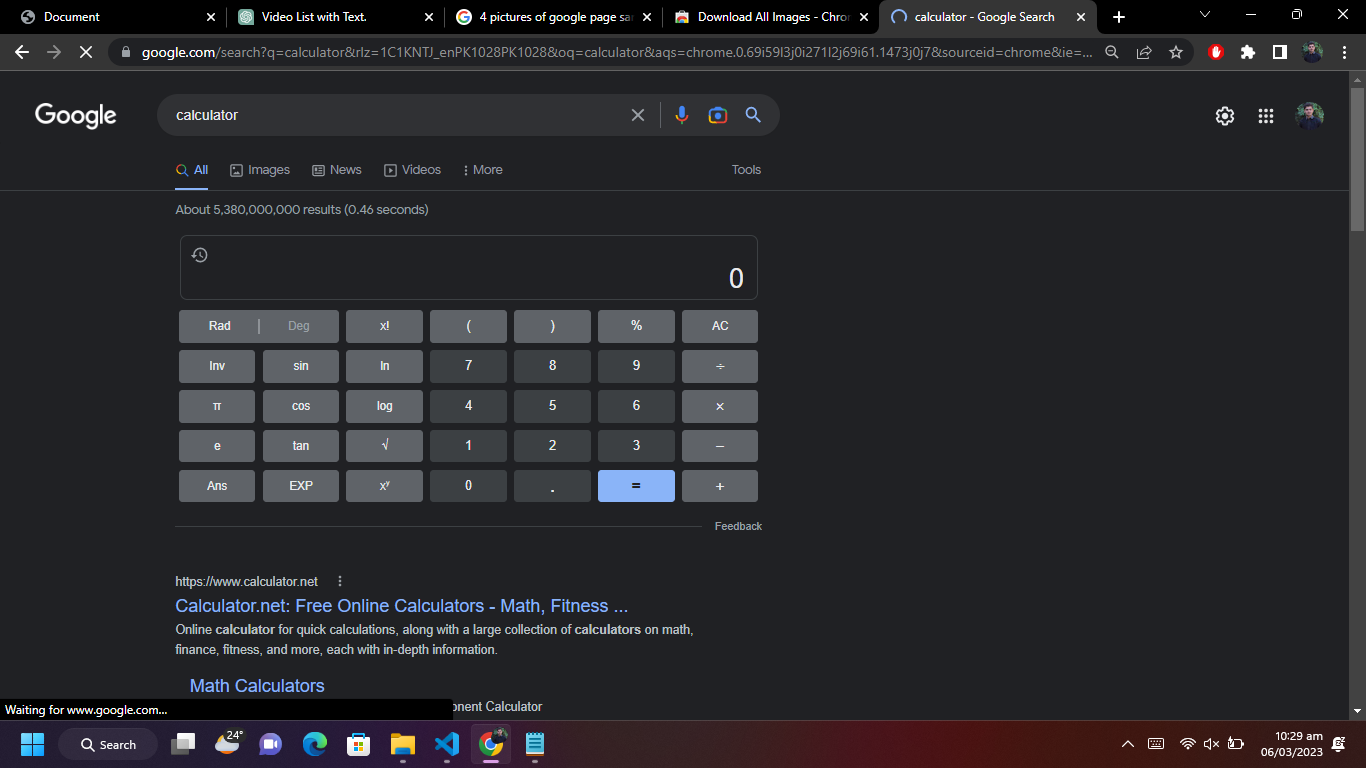 Document
Video List with Text.
4 pictures of google page sa
Download All Images - Chro
calculator - Google Search
google.com/search?q=calculator&rlz=1C1KNTJ_enPK1028PK1028&oq=calculator&aqs=chrome.0.69i59l3j0i271l2j69i61.1473j0j7&sourceid=chrome&ie=...
Google
calculator
All
Images
News
Videos
More
Tools
About 5,380,000,000 results (0.46 seconds)
0
Rad | Deg x! ( ) % AC
Inv sin ln 7 8 9 ÷
π cos log 4 5 6 ×
e tan √ 1 2 3 −
Ans EXP xʸ 0 . = +
Feedback
https://www.calculator.net
Calculator.net: Free Online Calculators - Math, Fitness ...
Online calculator for quick calculations, along with a large collection of calculators on math,
finance, fitness, and more, each with in-depth information.
Math Calculators
Waiting for www.google.com...
Calculator
Search
24°
10:29 am
06/03/2023